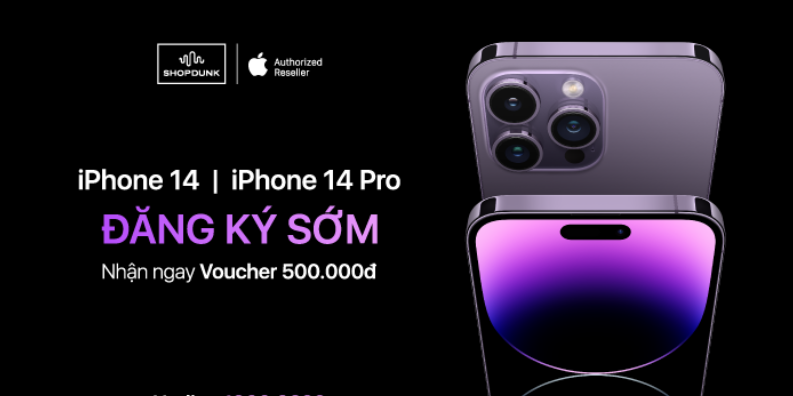 SHOPDUNK
Authorized
Reseller
iPhone 14 | iPhone 14 Pro
ĐĂNG KÝ SỚM
Nhận ngay Voucher 500.000đ